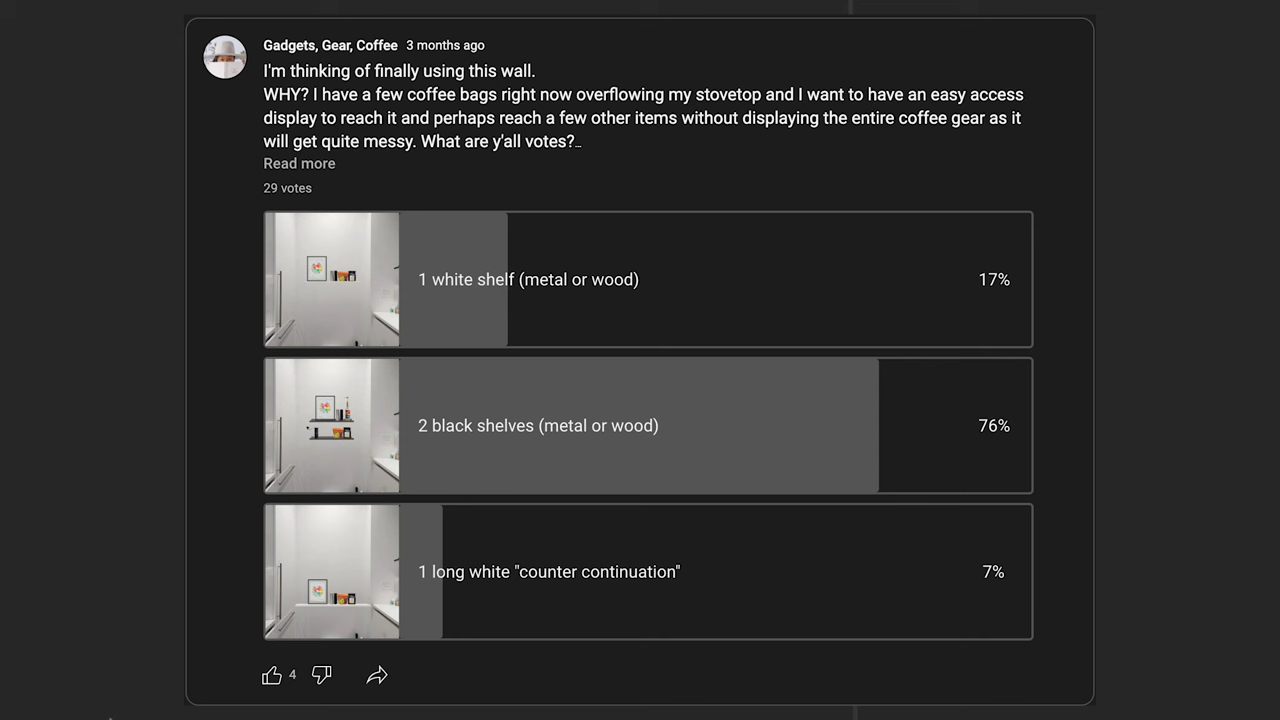 Gadgets, Gear, Coffee 3 months ago
I'm thinking of finally using this wall.
WHY? I have a few coffee bags right now overflowing my stovetop and I want to have an easy access
display to reach it and perhaps reach a few other items without displaying the entire coffee gear as it
will get quite messy. What are y'all votes?...
Read more
29 votes
1 white shelf (metal or wood) 17%
2 black shelves (metal or wood) 76%
1 long white "counter continuation" 7%
4